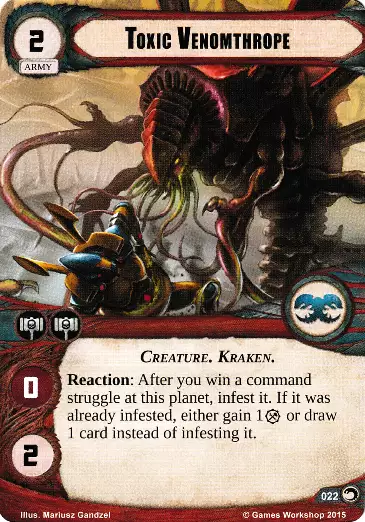 2
ARMY
Toxic Venomthrope
Creature. Kraken.
0
Reaction: After you win a command
struggle at this planet, infest it. If it was
already infested, either gain 1 or draw
1 card instead of infesting it.
2
022
Illus. Mariusz Gandzel
© Games Workshop 2015